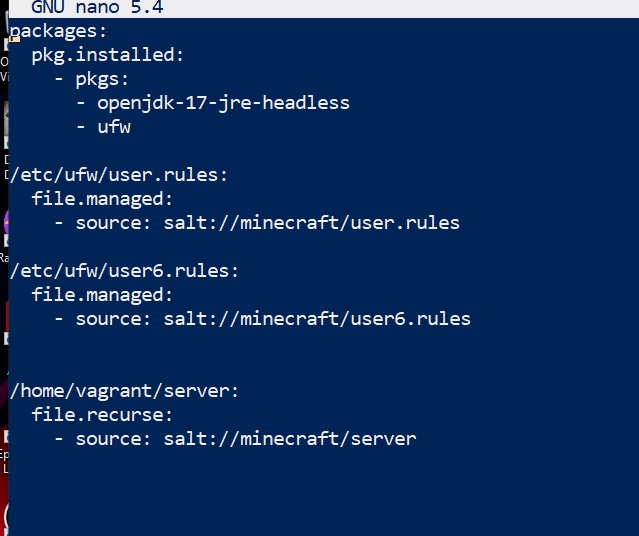 GNU nano 5.4
packages:
  pkg.installed:
    - pkgs:
      - openjdk-17-jre-headless
      - ufw

/etc/ufw/user.rules:
  file.managed:
    - source: salt://minecraft/user.rules

/etc/ufw/user6.rules:
  file.managed:
    - source: salt://minecraft/user6.rules


/home/vagrant/server:
  file.recurse:
    - source: salt://minecraft/server